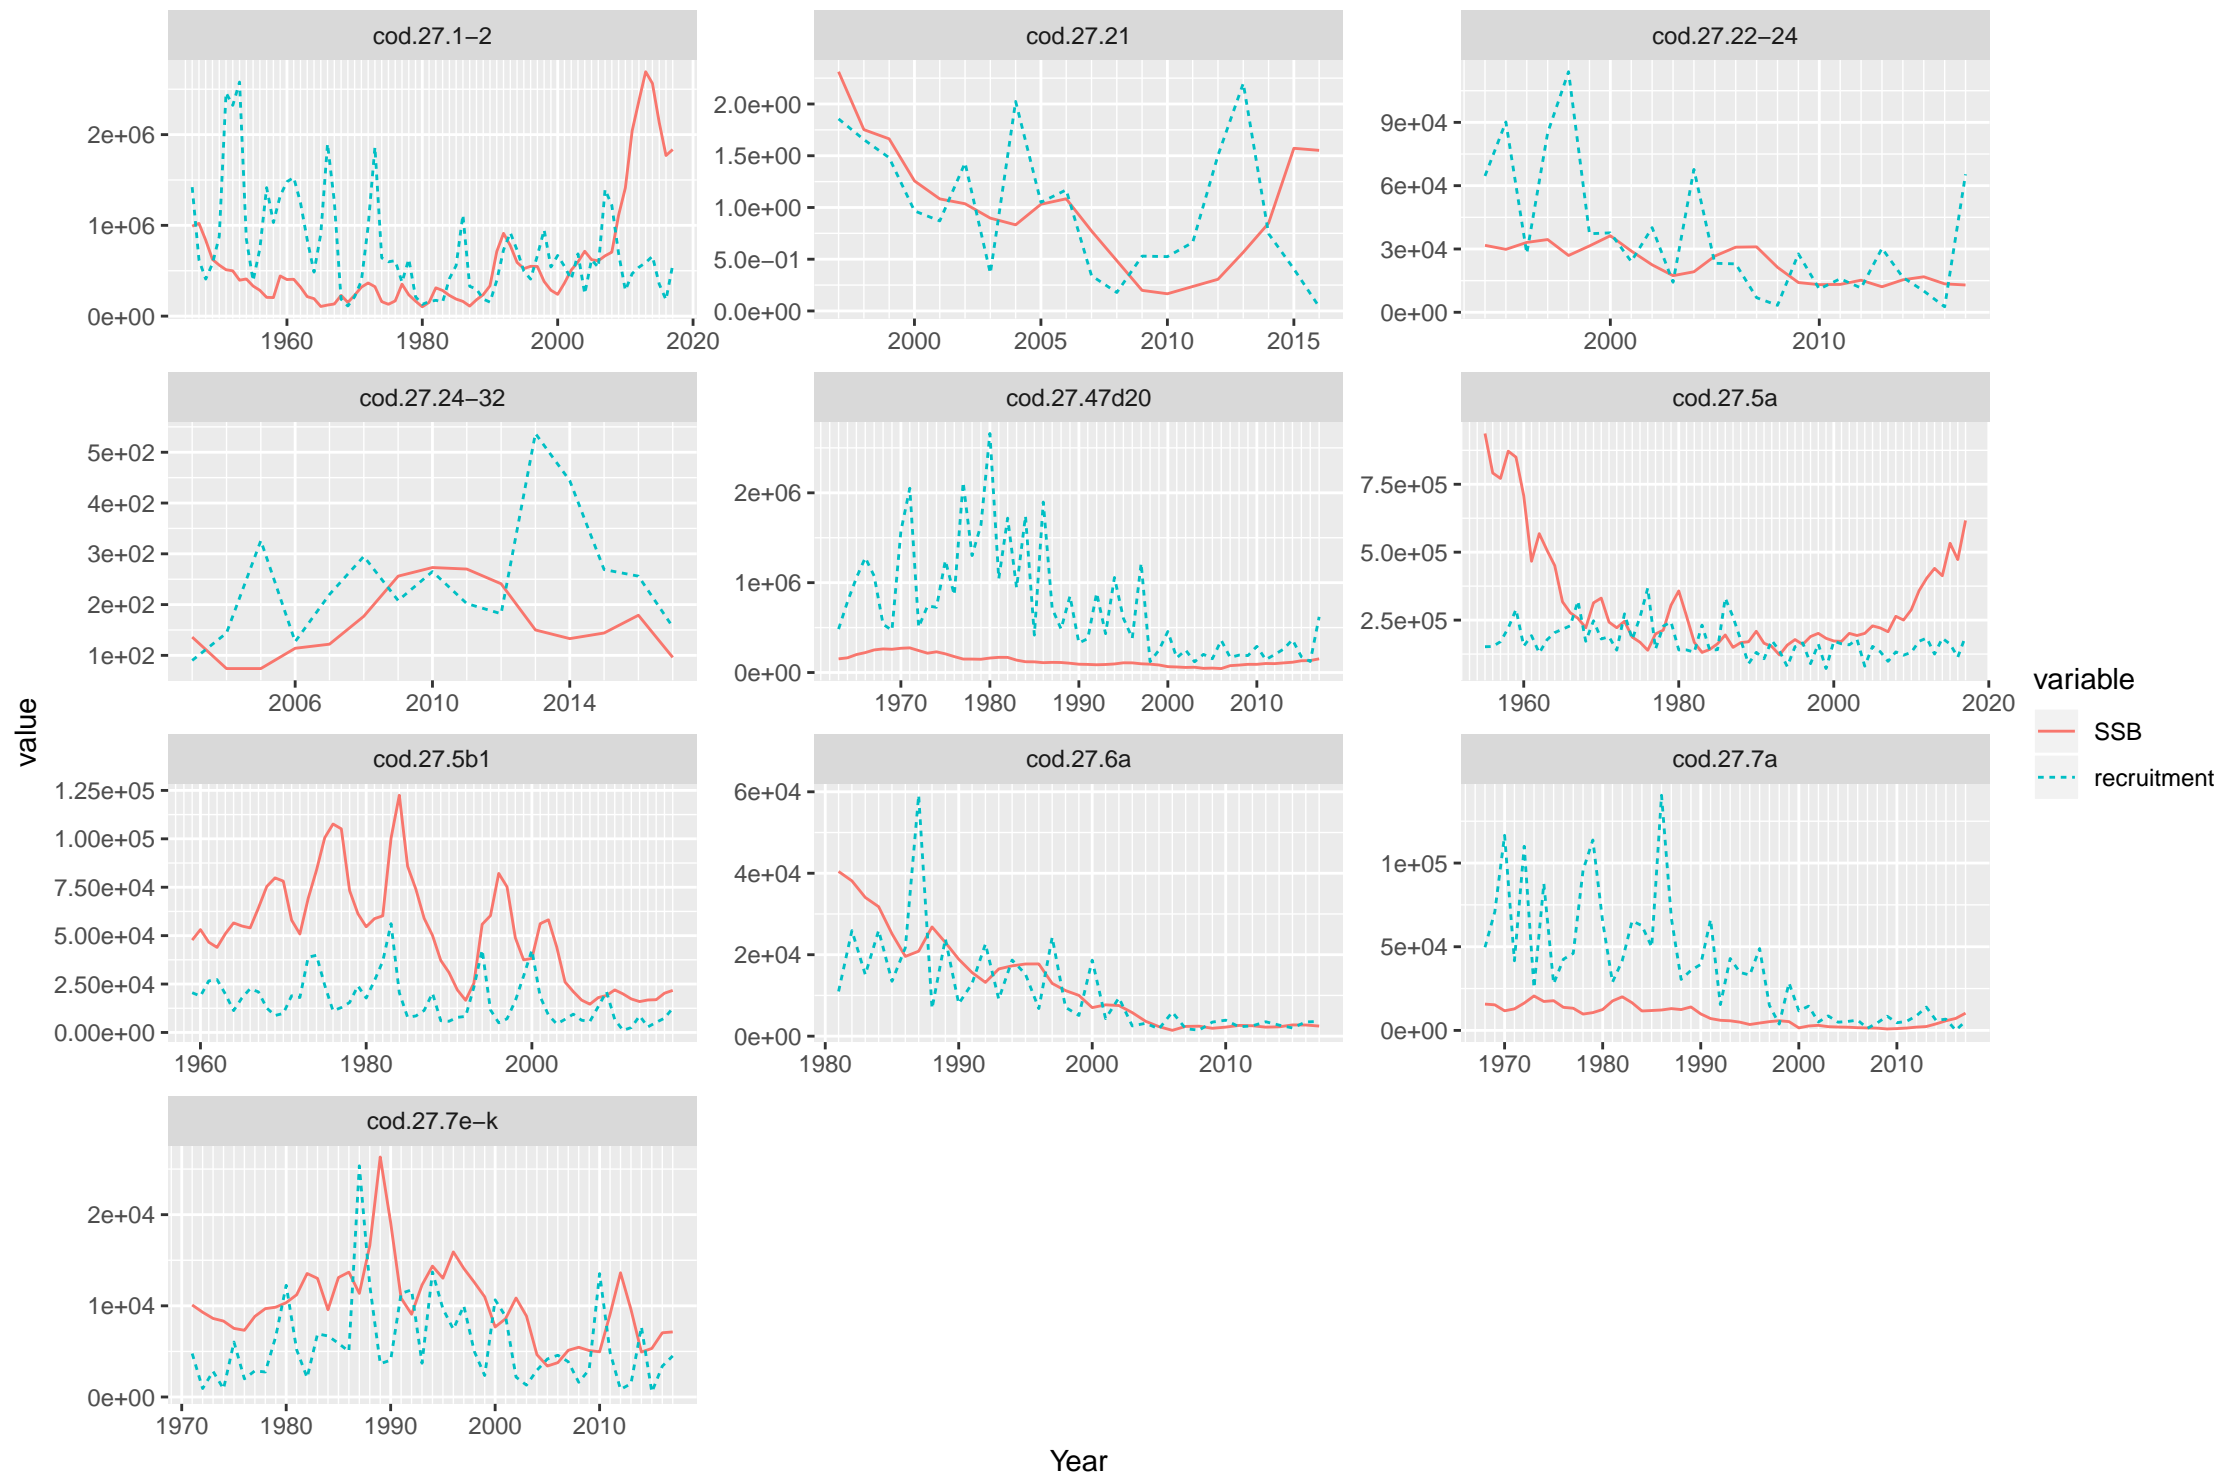 cod.27.1−2
cod.27.21
cod.27.22−24
2e+06
1e+06
0e+00
1960 1980 2000 2020
2.0e+00
1.5e+00
1.0e+00
5.0e−01
0.0e+00
2000 2005 2010 2015
9e+04
6e+04
3e+04
0e+00
2000 2010
cod.27.24−32
cod.27.47d20
cod.27.5a
5e+02
4e+02
3e+02
2e+02
1e+02
2006 2010 2014
2e+06
1e+06
0e+00
1970 1980 1990 2000 2010
7.5e+05
5.0e+05
2.5e+05
1960 1980 2000 2020
cod.27.5b1
cod.27.6a
cod.27.7a
1.25e+05
1.00e+05
7.50e+04
5.00e+04
2.50e+04
0.00e+00
1960 1980 2000
6e+04
4e+04
2e+04
0e+00
1980 1990 2000 2010
1e+05
5e+04
0e+00
1970 1980 1990 2000 2010
cod.27.7e−k
2e+04
1e+04
0e+00
1970 1980 1990 2000 2010
value
Year
variable
SSB
recruitment